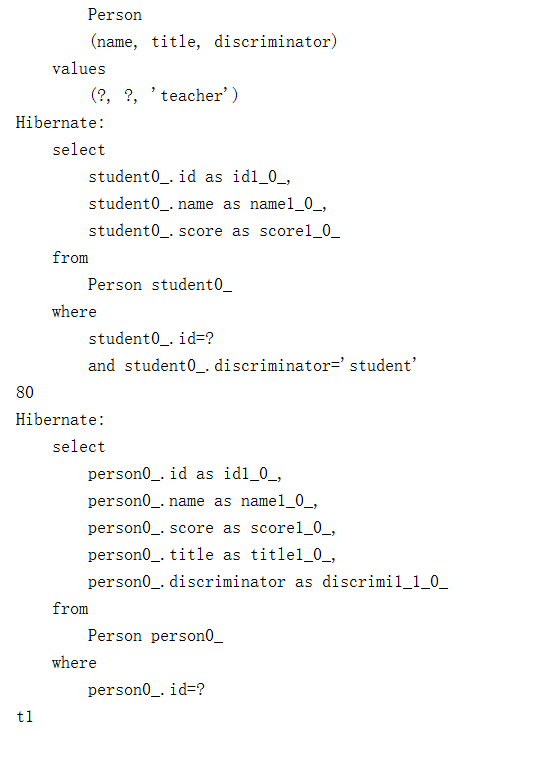 Person
(name, title, discriminator)
values
(?, ?, 'teacher')
Hibernate:
select
student0_.id as id1_0_,
student0_.name as name1_0_,
student0_.score as score1_0_
from
Person student0_
where
student0_.id=?
and student0_.discriminator='student'
80
Hibernate:
select
person0_.id as id1_0_,
person0_.name as name1_0_,
person0_.score as score1_0_,
person0_.title as title1_0_,
person0_.discriminator as discrimi1_1_0_
from
Person person0_
where
person0_.id=?
t1